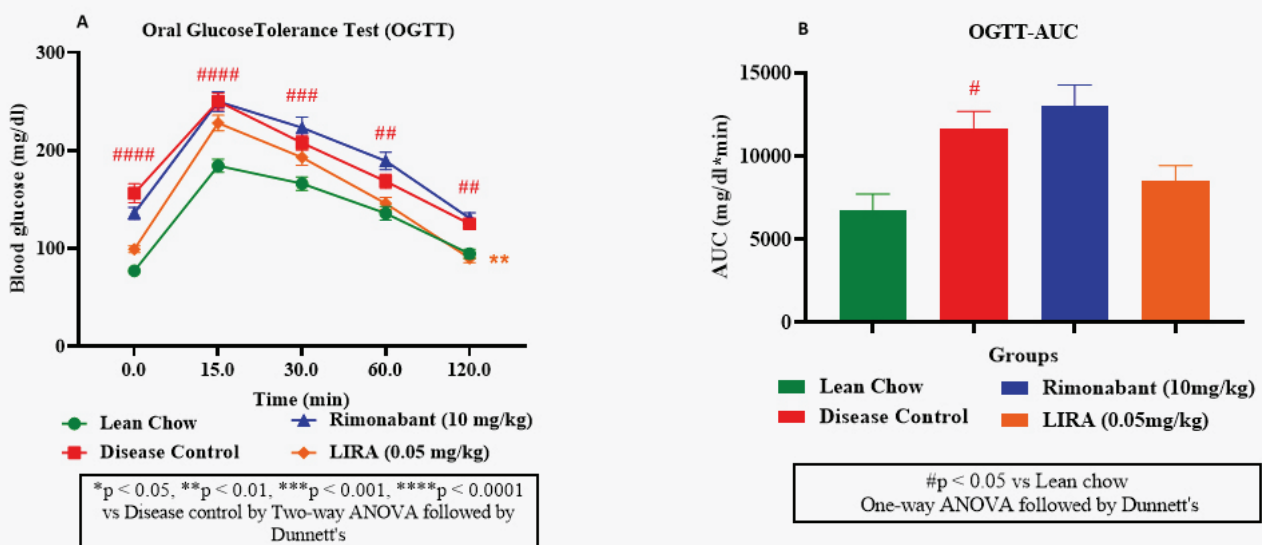 A
Oral GlucoseTolerance Test (OGTT)
Blood glucose (mg/dl)
300
200
100
0
####
####
###
##
##
**
0.0 15.0 30.0 60.0 120.0
Time (min)
Lean Chow
Rimonabant (10 mg/kg)
Disease Control
LIRA (0.05 mg/kg)
*p < 0.05, **p < 0.01, ***p < 0.001, ****p < 0.0001
vs Disease control by Two-way ANOVA followed by
Dunnett's
B
OGTT-AUC
AUC (mg/dl*min)
15000
10000
5000
0
#
Groups
Lean Chow
Rimonabant (10mg/kg)
Disease Control
LIRA (0.05mg/kg)
#p < 0.05 vs Lean chow
One-way ANOVA followed by Dunnett's